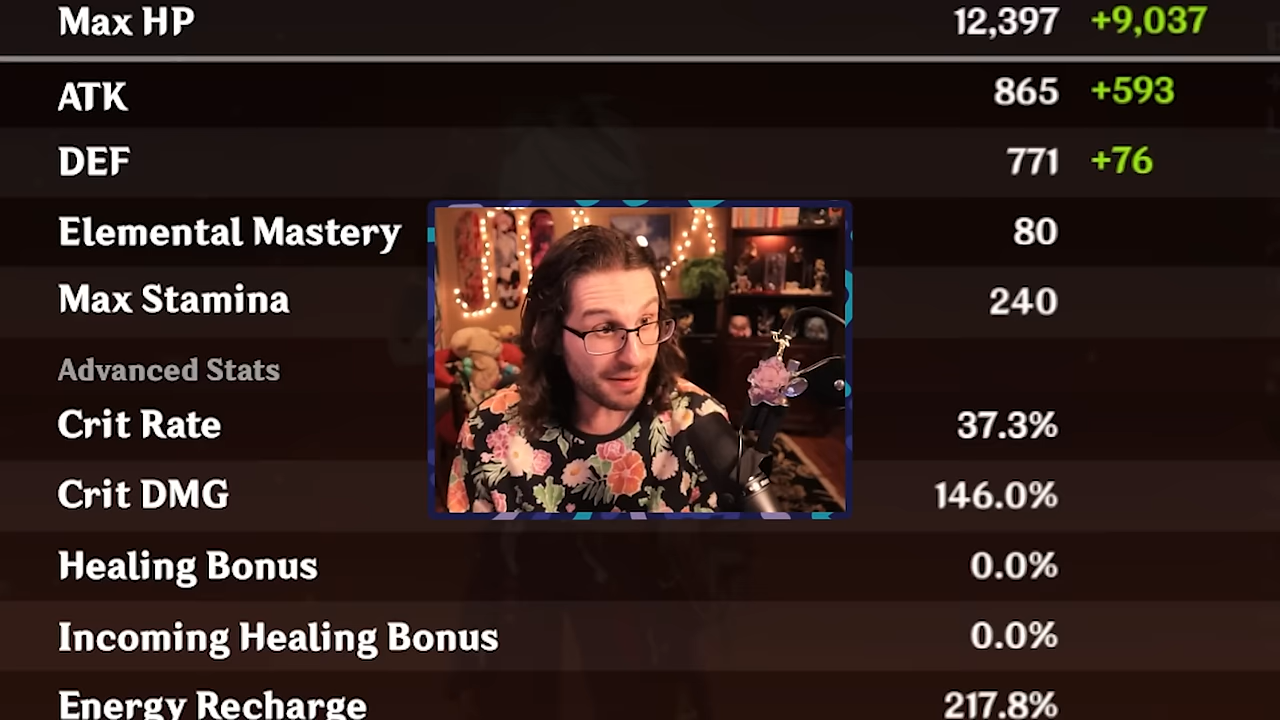 Max HP 12,397 +9,037
ATK 865 +593
DEF 771 +76
Elemental Mastery 80
Max Stamina 240
Advanced Stats
Crit Rate 37.3%
Crit DMG 146.0%
Healing Bonus 0.0%
Incoming Healing Bonus 0.0%
Energy Recharge 217.8%